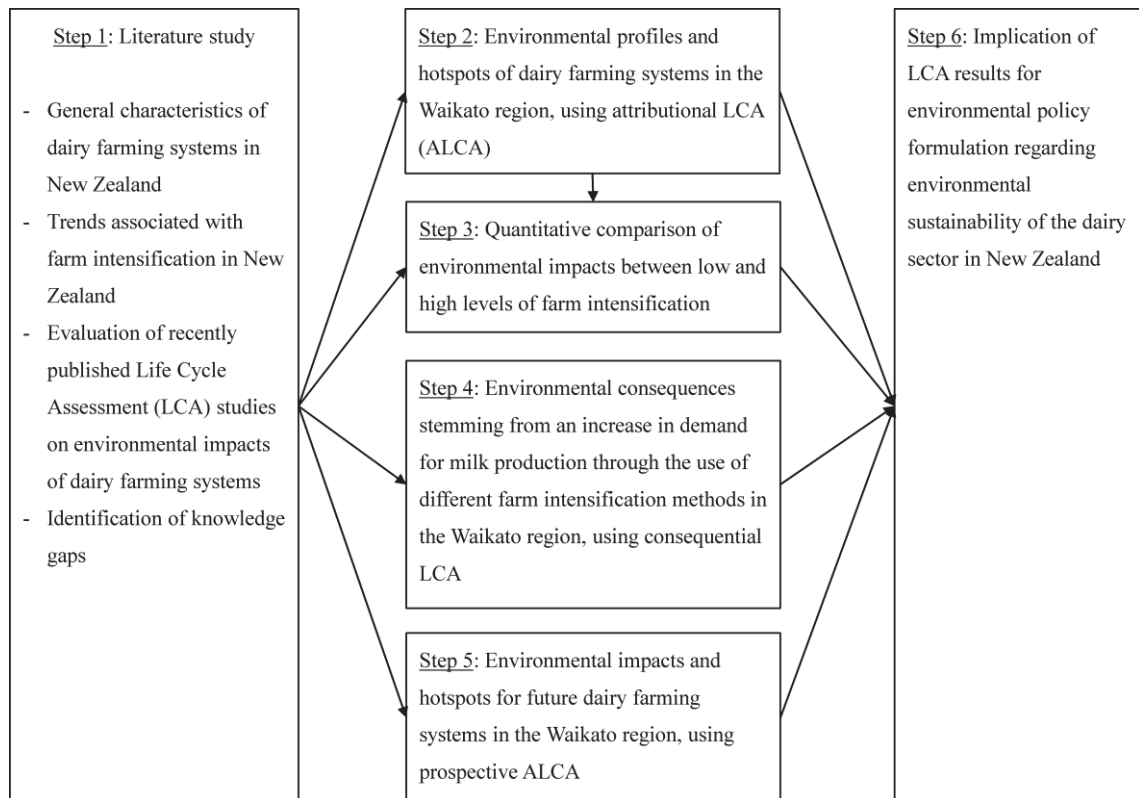 Step 1: Literature study
- General characteristics of
dairy farming systems in
New Zealand
- Trends associated with
farm intensification in New
Zealand
- Evaluation of recently
published Life Cycle
Assessment (LCA) studies
on environmental impacts
of dairy farming systems
- Identification of knowledge
gaps
Step 2: Environmental profiles and
hotspots of dairy farming systems in the
Waikato region, using attributional LCA
(ALCA)
Step 3: Quantitative comparison of
environmental impacts between low and
high levels of farm intensification
Step 4: Environmental consequences
stemming from an increase in demand
for milk production through the use of
different farm intensification methods in
the Waikato region, using consequential
LCA
Step 5: Environmental impacts and
hotspots for future dairy farming
systems in the Waikato region, using
prospective ALCA
Step 6: Implication of
LCA results for
environmental policy
formulation regarding
environmental
sustainability of the dairy
sector in New Zealand